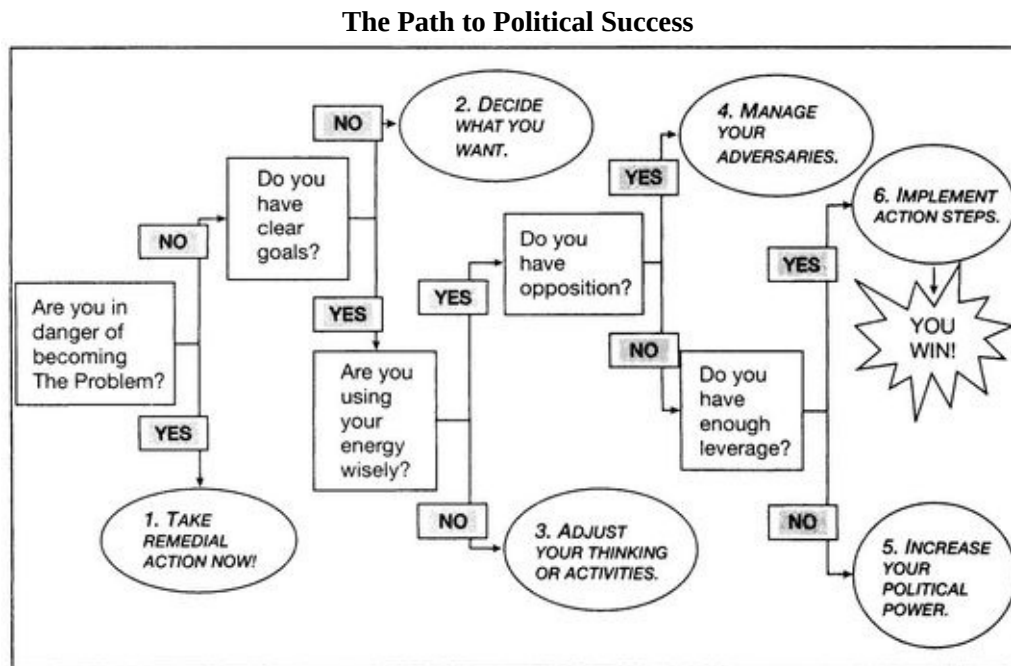 The Path to Political Success
Are you in
danger of
becoming
The Problem?
NO
YES
1. TAKE
REMEDIAL
ACTION NOW!
Do you
have
clear
goals?
NO
2. DECIDE
WHAT YOU
WANT.
YES
Are you
using
your
energy
wisely?
YES
NO
3. ADJUST
YOUR THINKING
OR ACTIVITIES.
Do you
have
opposition?
YES
4. MANAGE
YOUR
ADVERSARIES.
NO
Do you
have
enough
leverage?
YES
6. IMPLEMENT
ACTION STEPS.
YOU
WIN!
NO
5. INCREASE
YOUR
POLITICAL
POWER.